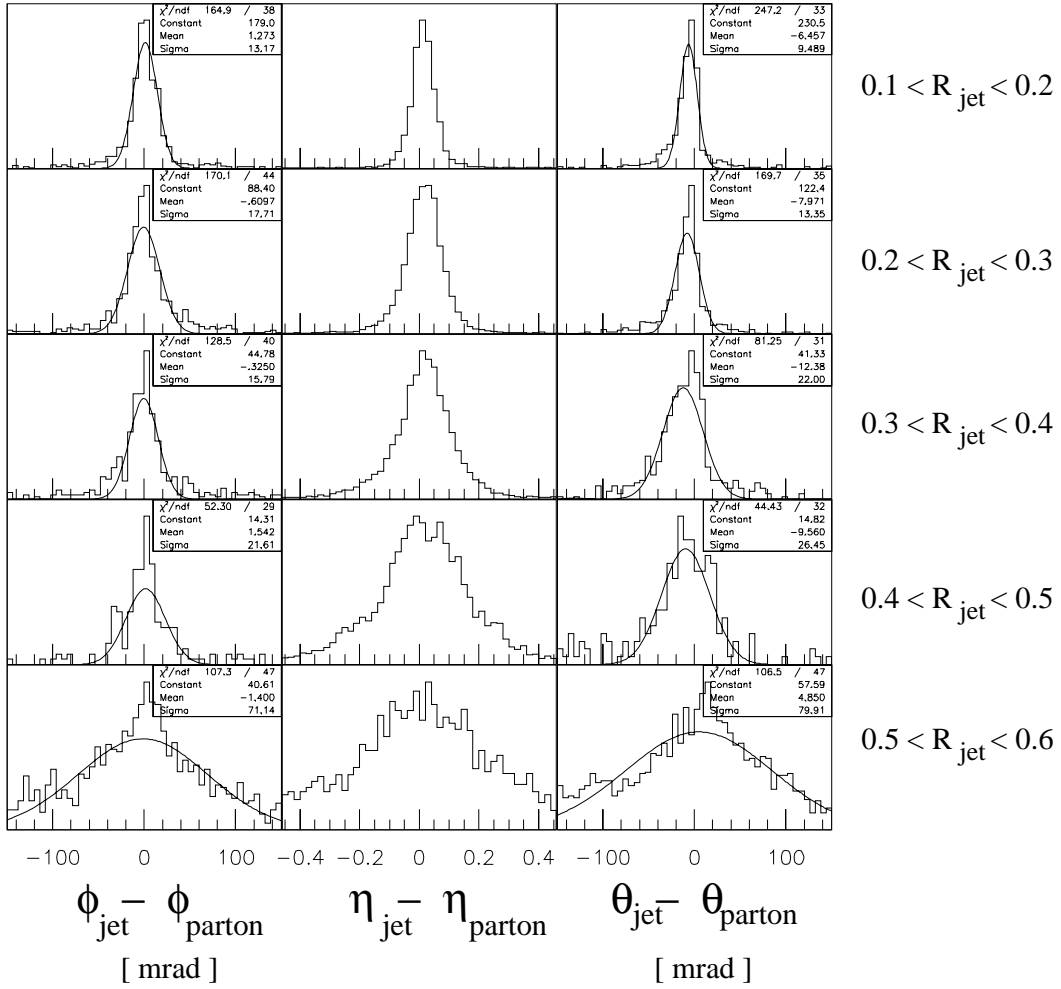 χ²/ndf 164.9 / 38
Constant 179.0
Mean 1.273
Sigma 13.17
χ²/ndf 247.2 / 33
Constant 230.5
Mean -6.457
Sigma 9.489
0.1 < R jet < 0.2
χ²/ndf 170.1 / 44
Constant 88.40
Mean -.6097
Sigma 17.71
χ²/ndf 169.7 / 35
Constant 122.4
Mean -7.971
Sigma 13.35
0.2 < R jet < 0.3
χ²/ndf 128.5 / 40
Constant 44.78
Mean -.3250
Sigma 15.79
χ²/ndf 81.25 / 31
Constant 41.33
Mean -12.38
Sigma 22.00
0.3 < R jet < 0.4
χ²/ndf 52.30 / 29
Constant 14.31
Mean 1.542
Sigma 21.61
χ²/ndf 44.43 / 32
Constant 14.82
Mean -9.560
Sigma 26.45
0.4 < R jet < 0.5
χ²/ndf 107.3 / 47
Constant 40.61
Mean -1.400
Sigma 71.14
χ²/ndf 106.5 / 47
Constant 57.59
Mean 4.850
Sigma 79.91
0.5 < R jet < 0.6
-100 0 100 -0.4 -0.2 0 0.2 0.4 -100 0 100
ϕ jet − ϕ parton
η jet − η parton
θ jet − θ parton
[ mrad ]
[ mrad ]